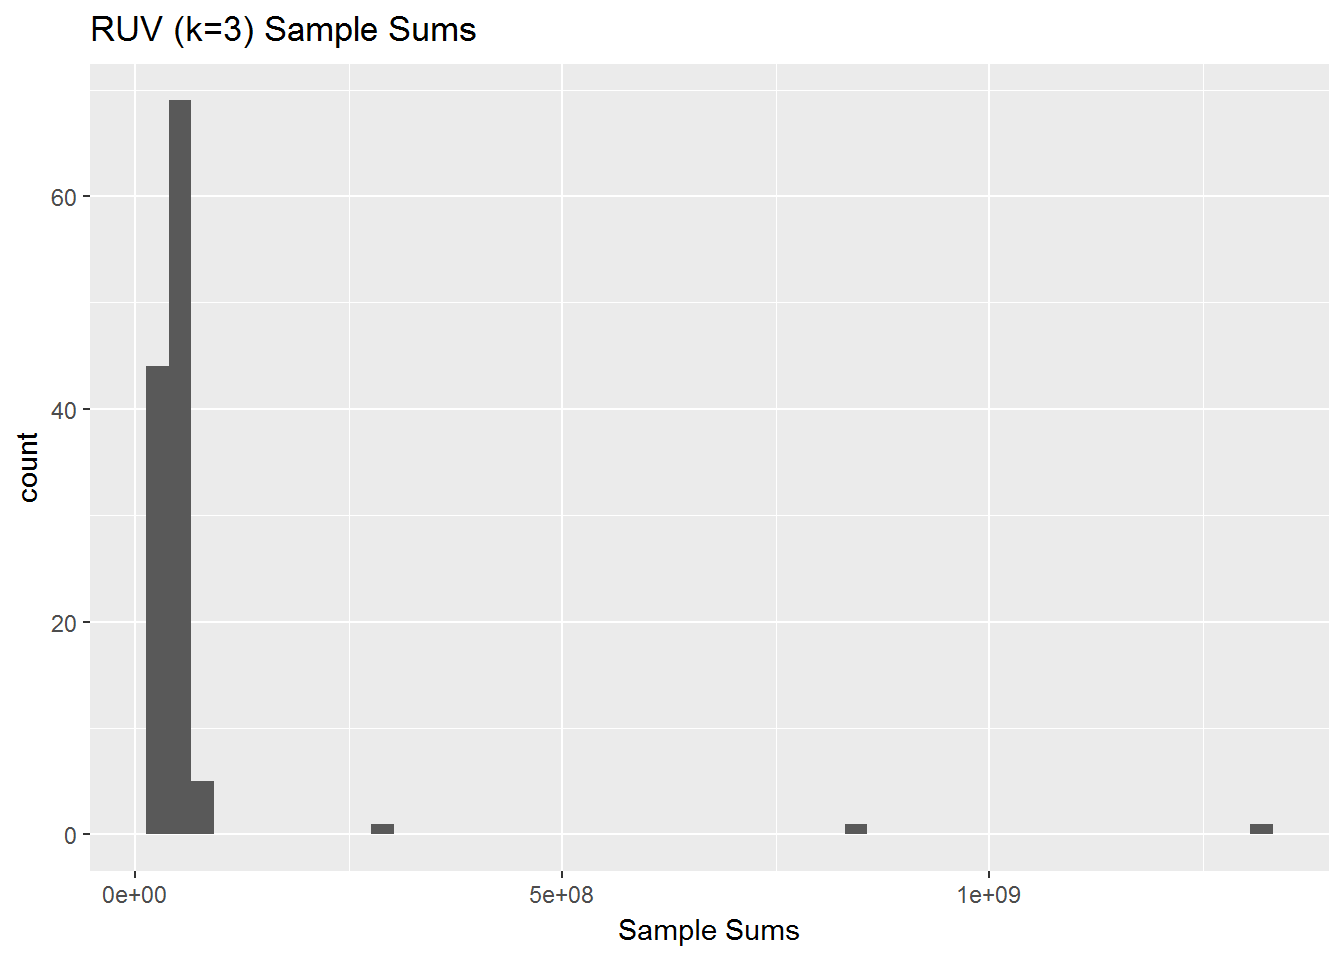 RUV (k=3) Sample Sums
60
40
20
0
count
0e+00 5e+08 1e+09
Sample Sums